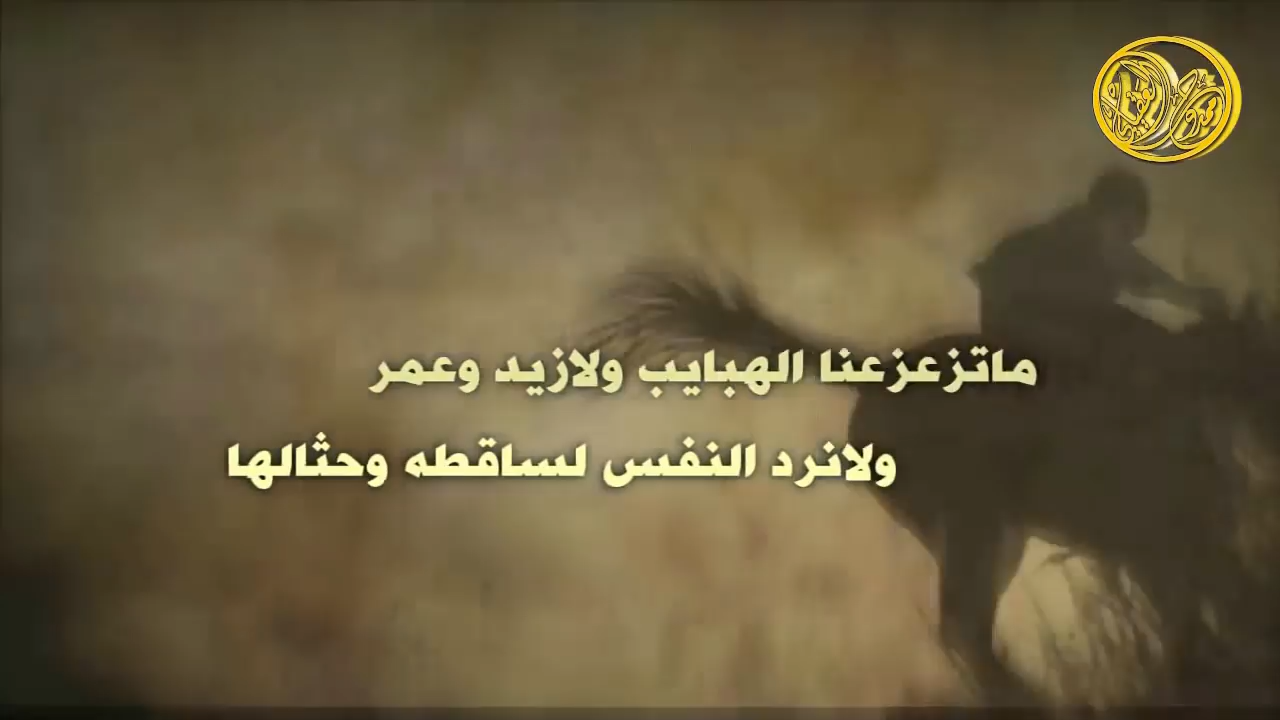 ماتزعزعنا الهبايب ولازيد وعمر
ولانرد النفس لساقطه وحثالها